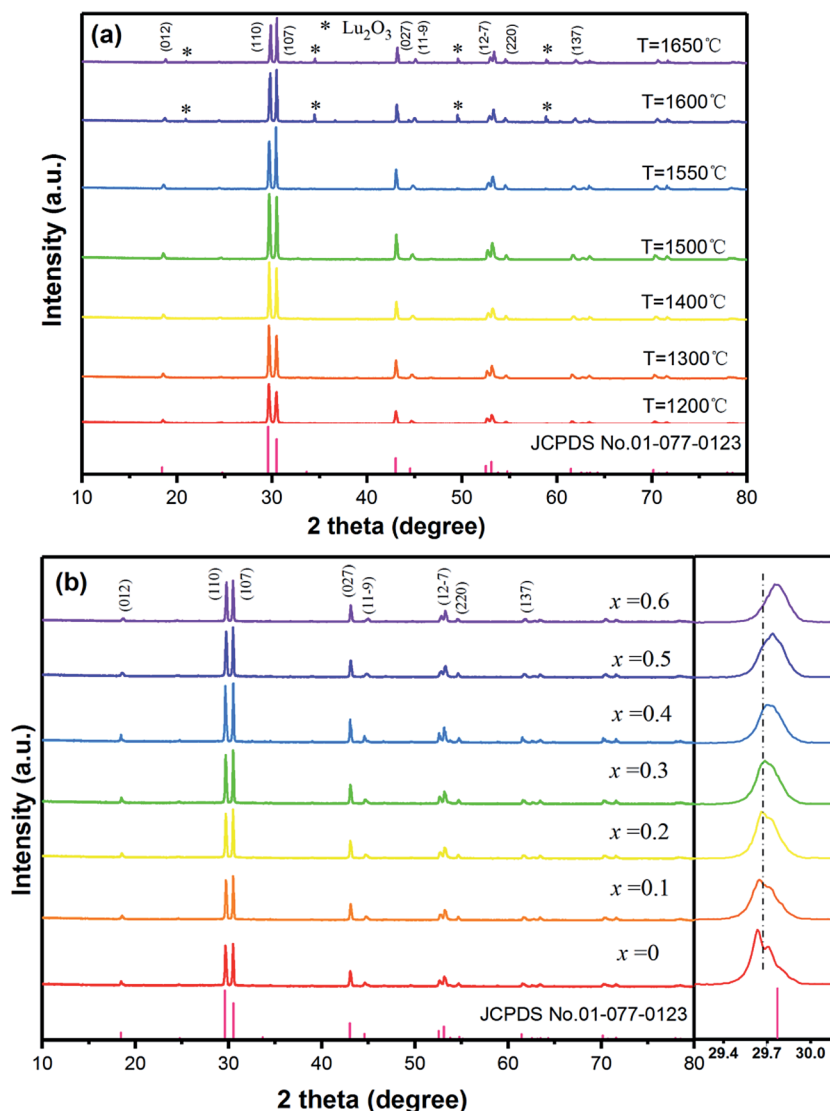 (a)
* Lu₂O₃
(012) * (110) (107) * (027) (11-9) * (12-7) (220) * (137)
T=1650℃
* * * *
T=1600℃
T=1550℃
T=1500℃
T=1400℃
T=1300℃
T=1200℃
JCPDS No.01-077-0123
Intensity (a.u.)
10 20 30 40 50 60 70 80
2 theta (degree)
(b)
(012) (110) (107) (027) (11-9) (12-7) (220) (137)
x =0.6
x =0.5
x =0.4
x =0.3
x =0.2
x =0.1
x =0
JCPDS No.01-077-0123
Intensity (a.u.)
10 20 30 40 50 60 70 80 29.4 29.7 30.0
2 theta (degree)